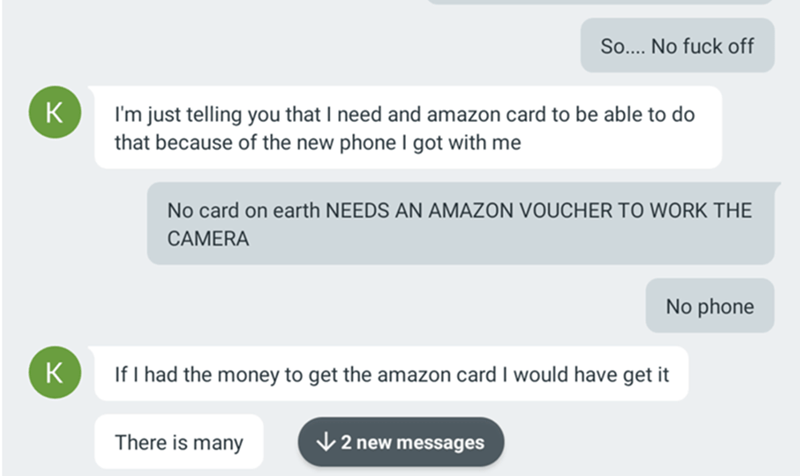 So.... No fuck off
K
I'm just telling you that I need and amazon card to be able to do
that because of the new phone I got with me
No card on earth NEEDS AN AMAZON VOUCHER TO WORK THE
CAMERA
No phone
K
If I had the money to get the amazon card I would have get it
There is many
2 new messages